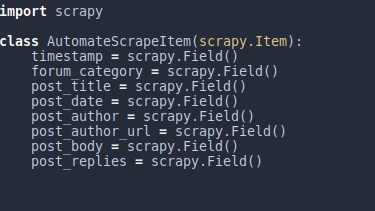 import scrapy
class AutomateScrapeItem(scrapy.Item):
timestamp = scrapy.Field()
forum_category = scrapy.Field()
post_title = scrapy.Field()
post_date = scrapy.Field()
post_author = scrapy.Field()
post_author_url = scrapy.Field()
post_body = scrapy.Field()
post_replies = scrapy.Field()